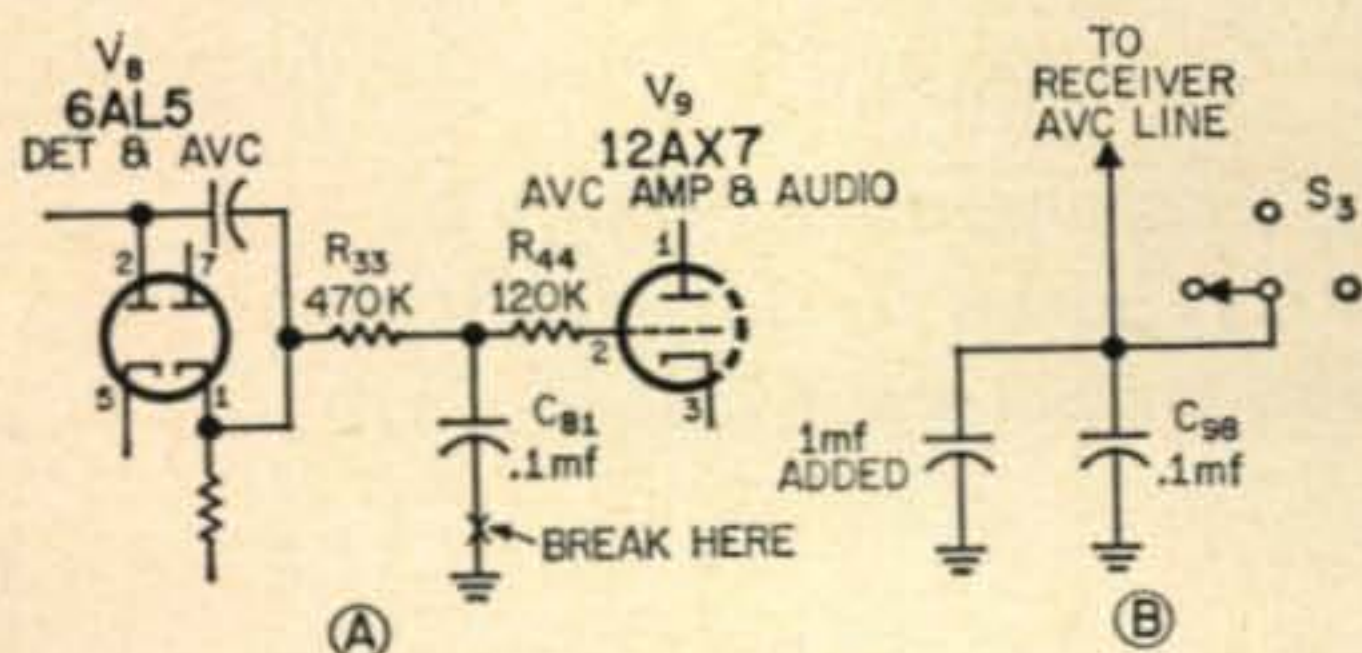 V₈
6AL5
DET & AVC
2
7
5
1
R₃₃
470K
R₄₄
120K
C₈₁
.1mf
BREAK HERE
A
V₉
12AX7
AVC AMP & AUDIO
1
2
3
TO
RECEIVER
AVC LINE
S₃
1mf
ADDED
C₉₈
.1mf
B